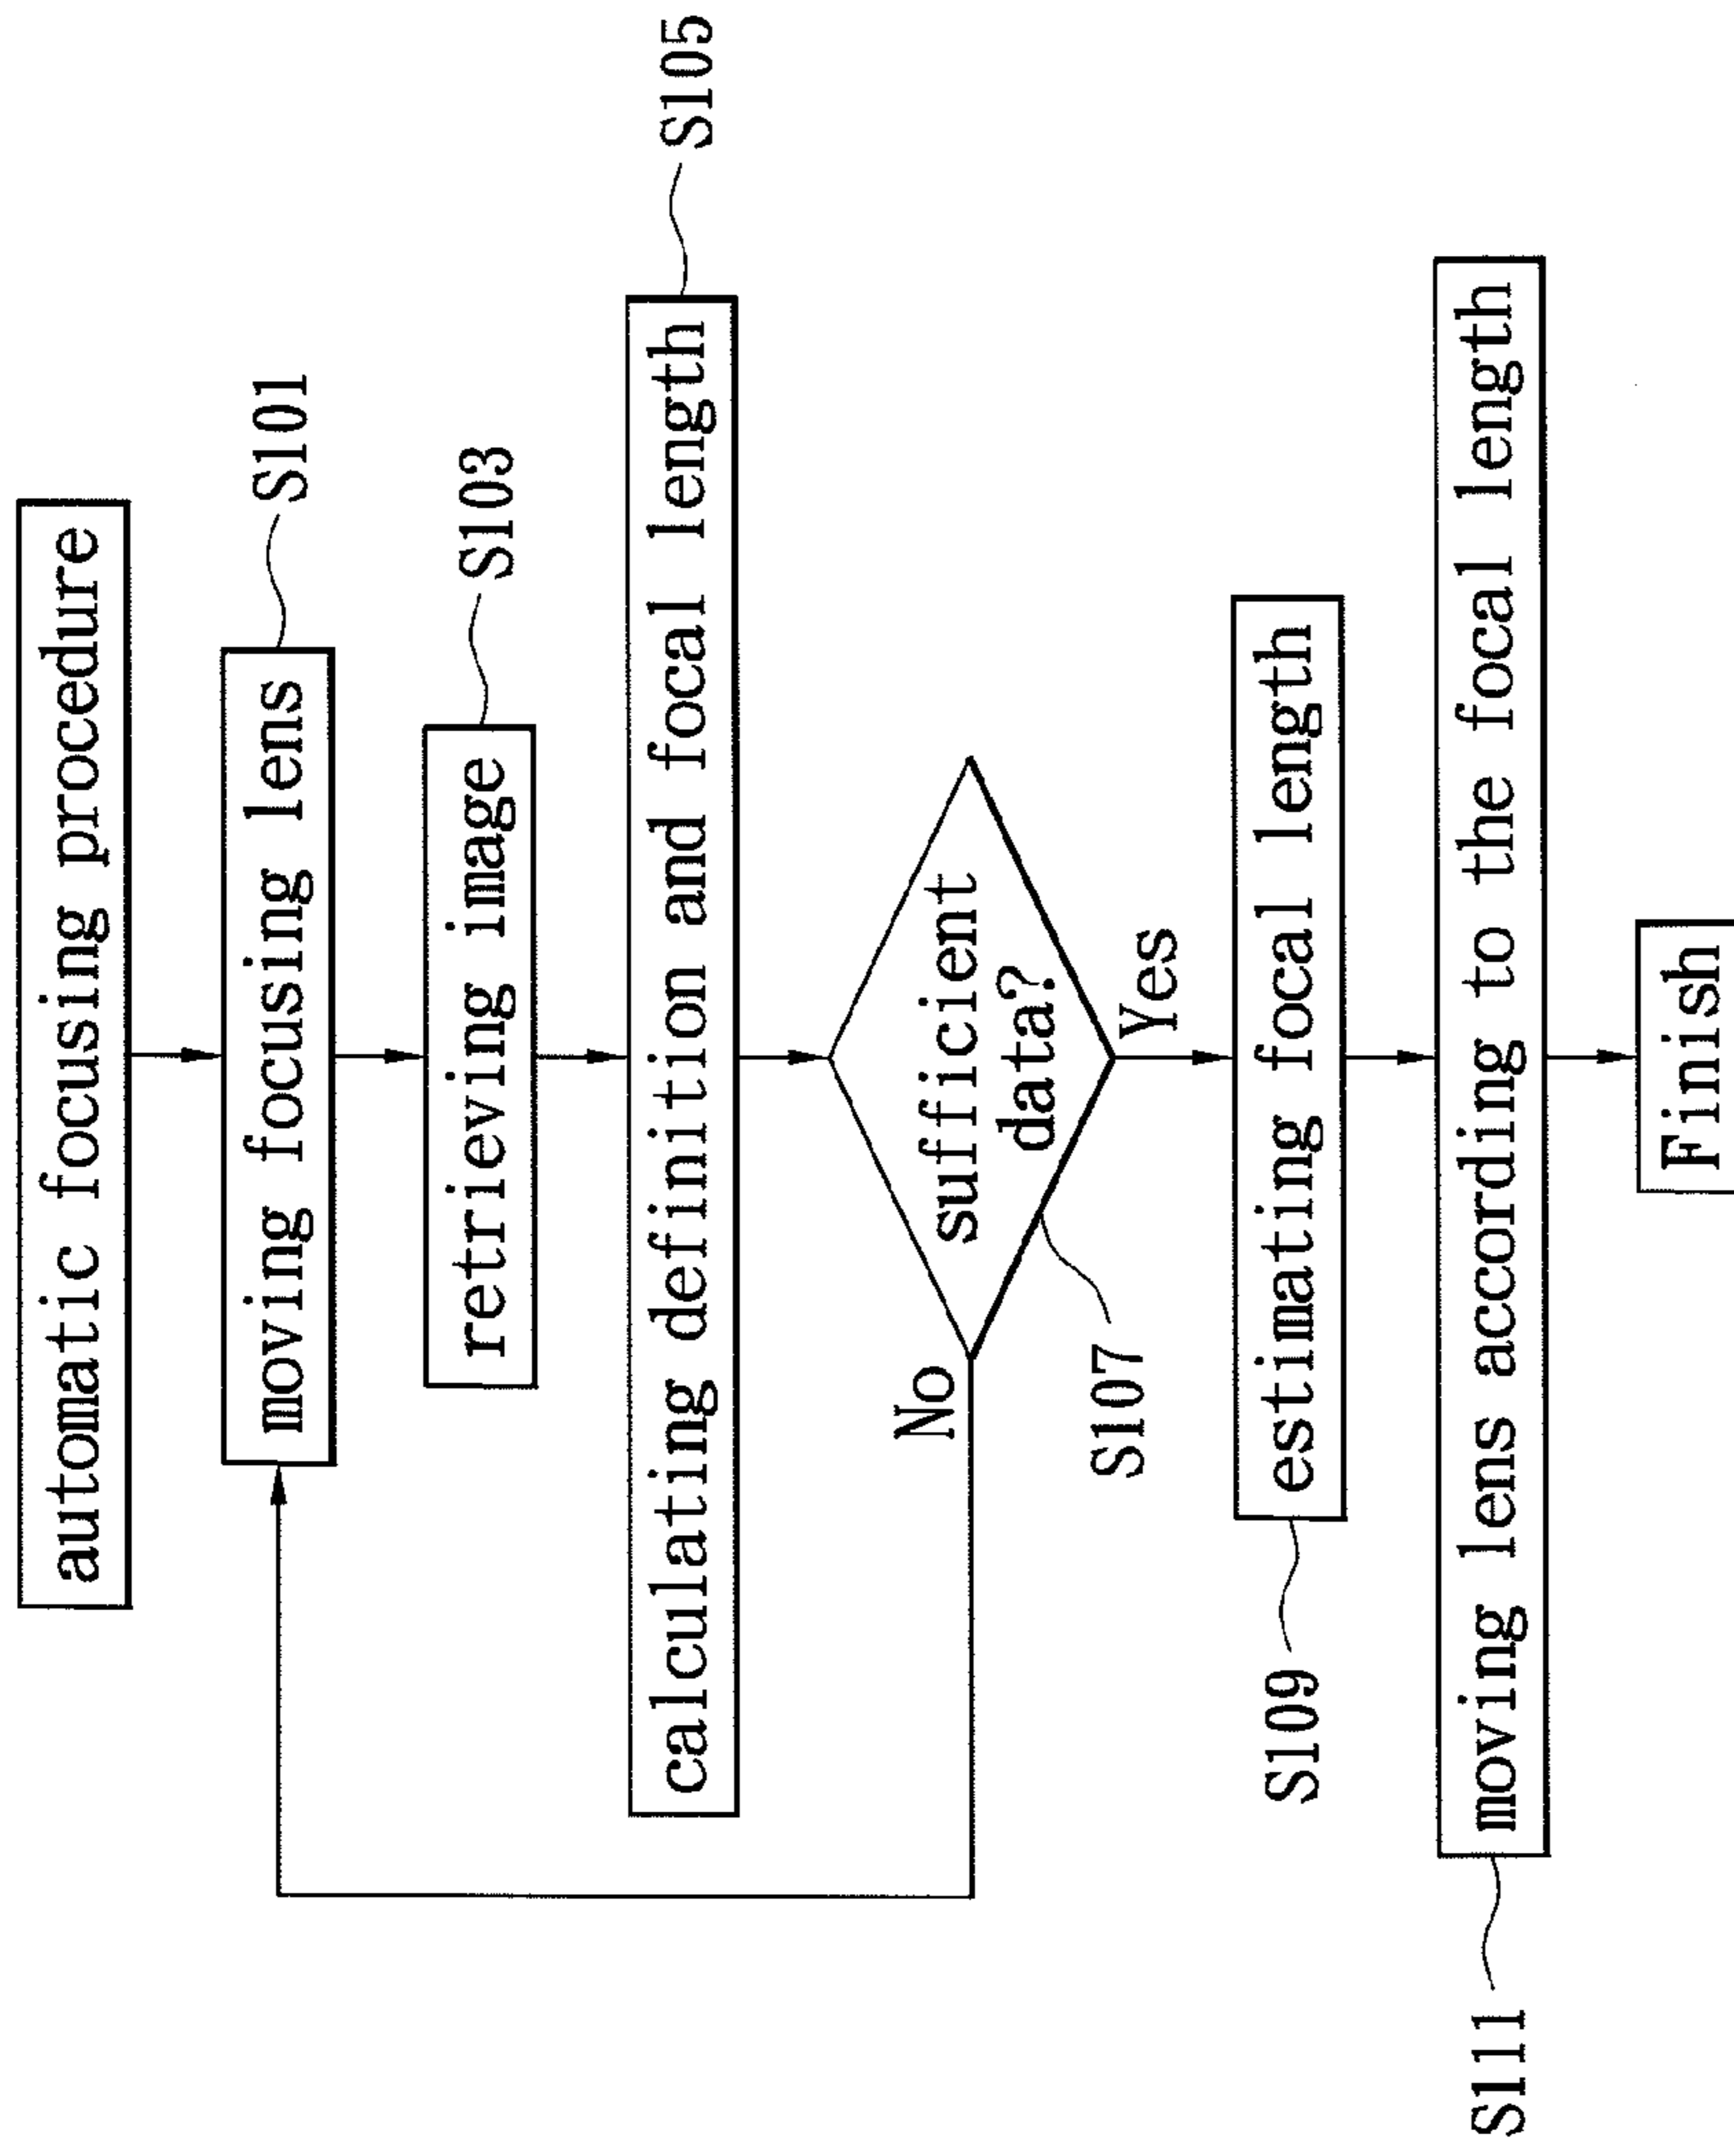 automatic focusing procedure
moving focusing lens
S101
retrieving image
S103
calculating definition and focal length
S105
No
sufficient
data?
S107
Yes
estimating focal length
S109
moving lens according to the focal length
S111
Finish